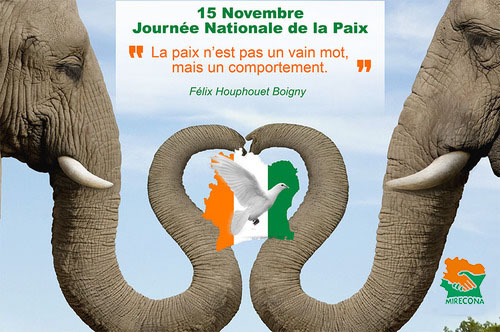 15 Novembre
Journée Nationale de la Paix
" La paix n'est pas un vain mot,
mais un comportement. "
Félix Houphouet Boigny
MIRECONA